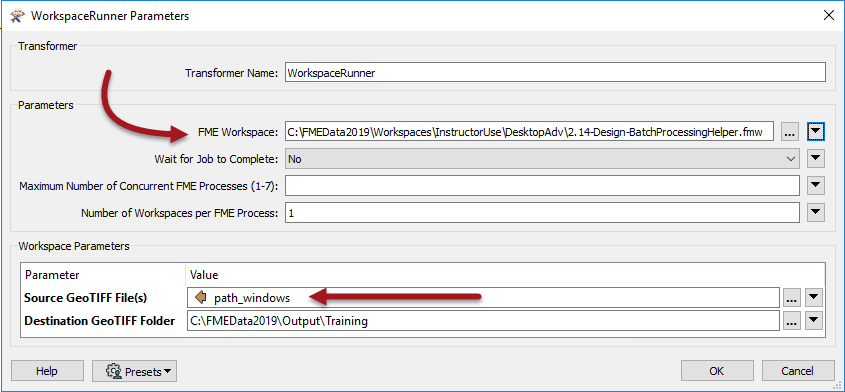 WorkspaceRunner Parameters
Transformer
Transformer Name: WorkspaceRunner
Parameters
FME Workspace: C:\FMEData2019\Workspaces\InstructorUse\DesktopAdv\2.14-Design-BatchProcessingHelper.fmw ...
Wait for Job to Complete: No
Maximum Number of Concurrent FME Processes (1-7):
Number of Workspaces per FME Process: 1
Workspace Parameters
Parameter Value
Source GeoTIFF File(s) path_windows ...
Destination GeoTIFF Folder C:\FMEData2019\Output\Training ...
Help Presets OK Cancel